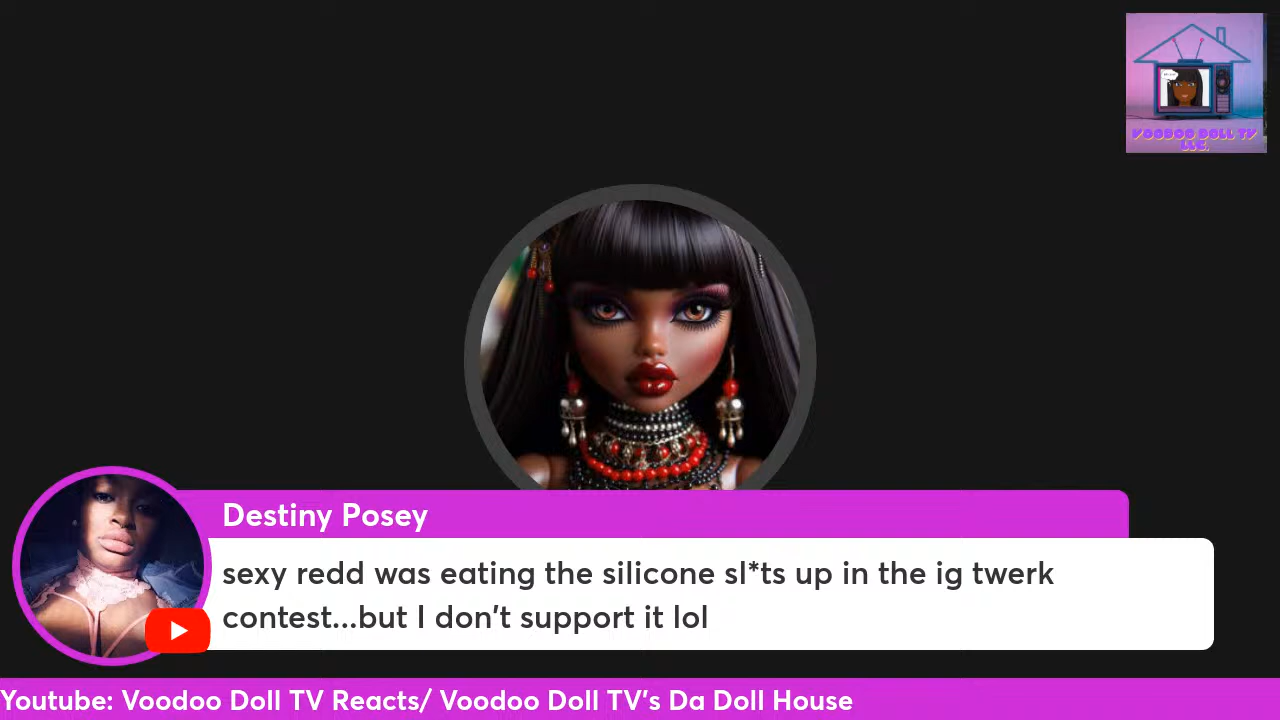 VOODOO DOLL TV
LLC.
Destiny Posey
sexy redd was eating the silicone sl*ts up in the ig twerk
contest...but I don't support it lol
Youtube: Voodoo Doll TV Reacts/ Voodoo Doll TV's Da Doll House